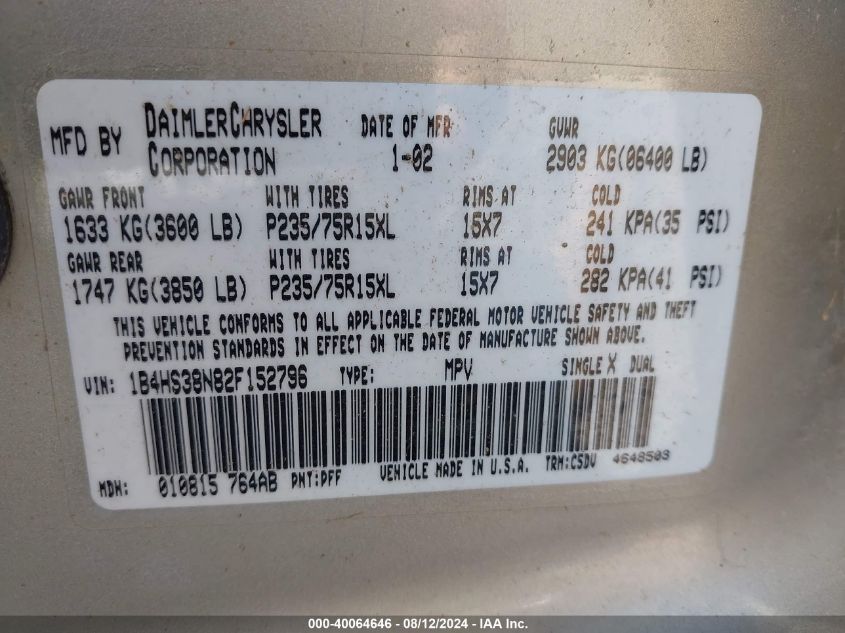 MFD BY DAIMLERCHRYSLER CORPORATION DATE OF MFR 1-02 GVWR 2903 KG(06400 LB)
GAWR FRONT WITH TIRES RIMS AT COLD
1633 KG(3600 LB) P235/75R15XL 15X7 241 KPA(35 PSI)
GAWR REAR WITH TIRES RIMS AT COLD
1747 KG(3850 LB) P235/75R15XL 15X7 282 KPA(41 PSI)
THIS VEHICLE CONFORMS TO ALL APPLICABLE FEDERAL MOTOR VEHICLE SAFETY AND THEFT
PREVENTION STANDARDS IN EFFECT ON THE DATE OF MANUFACTURE SHOWN ABOVE.
VIN: 1B4HS38N82F152796 TYPE: MPV SINGLE X DUAL
MDH: 010815 764AB PNT:PFF VEHICLE MADE IN U.S.A. TRM:C5DV 4648503
000-40064646 - 08/12/2024 - IAAI Inc.